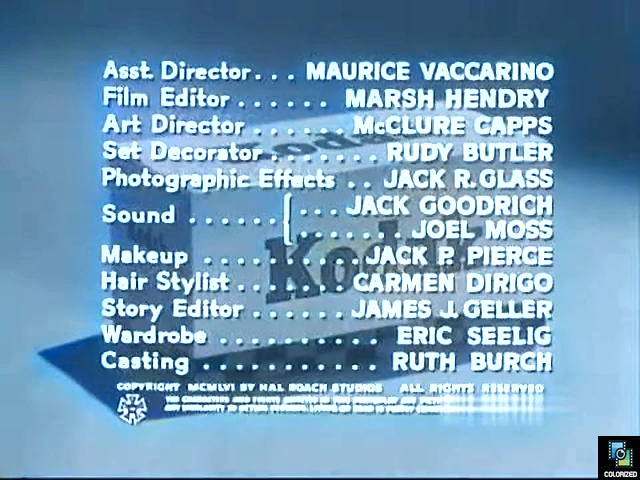 Asst. Director... MAURICE VACCARINO
Film Editor...... MARSH HENDRY
Art Director...... McCLURE CAPPS
Set Decorator....... RUDY BUTLER
Photographic Effects .. JACK R. GLASS
Sound ...... { ... JACK GOODRICH
...... JOEL MOSS
Makeup .......... JACK P. PIERCE
Hair Stylist....... CARMEN DIRIGO
Story Editor....... JAMES J. GELLER
Wardrobe ......... ERIC SEELIG
Casting ........... RUTH BURCH
Kodak
COPYRIGHT MCMLVI BY HAL ROACH STUDIOS ALL RIGHTS RESERVED
COLORIZED